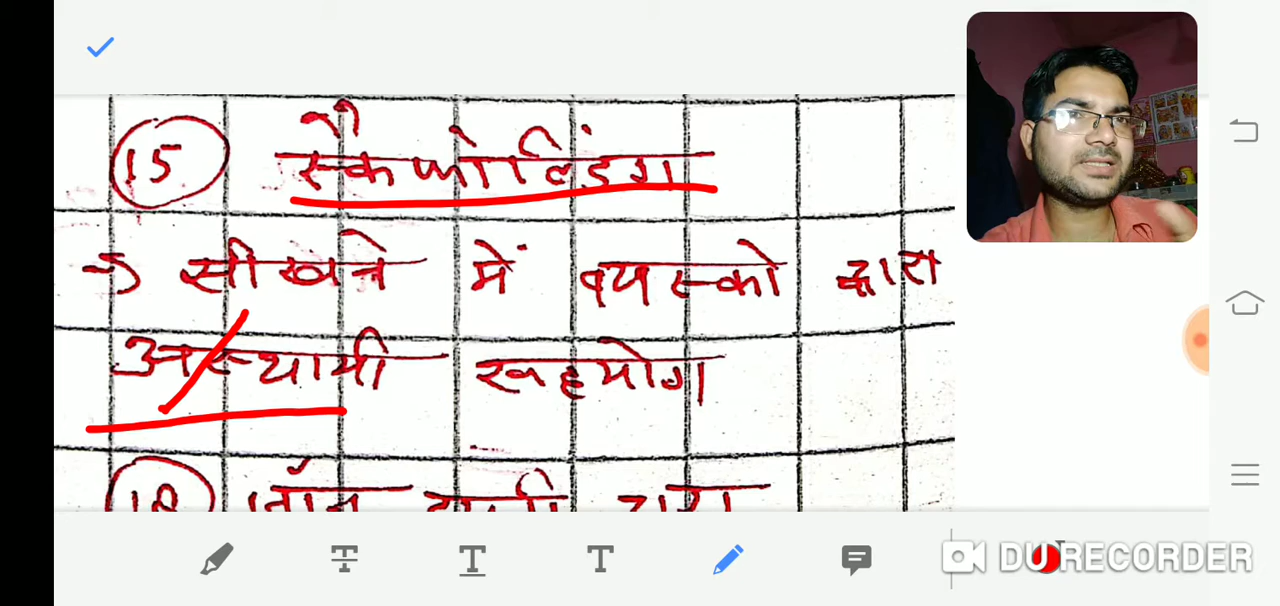 15 स्कैफोल्डिंग
→ सीखने में वयस्को द्वारा
अस्थायी सहयोग
T T T
DU RECORDER